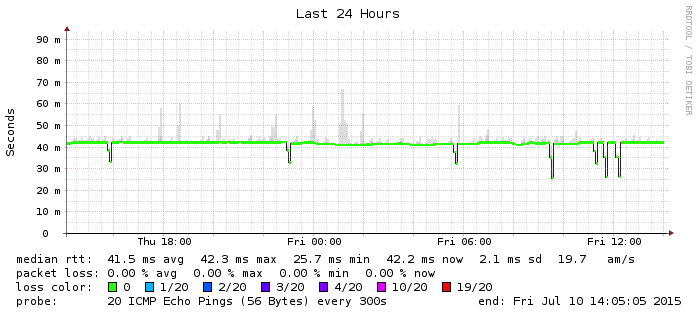 Last 24 Hours
RRDTOOL / TOBI OETIKER
Seconds
90 m
80 m
70 m
60 m
50 m
40 m
30 m
20 m
10 m
0
Thu 18:00 Fri 00:00 Fri 06:00 Fri 12:00
median rtt: 41.5 ms avg 42.3 ms max 25.7 ms min 42.2 ms now 2.1 ms sd 19.7 am/s
packet loss: 0.00 % avg 0.00 % max 0.00 % min 0.00 % now
loss color: 0 1/20 2/20 3/20 4/20 10/20 19/20
probe: 20 ICMP Echo Pings (56 Bytes) every 300s end: Fri Jul 10 14:05:05 2015